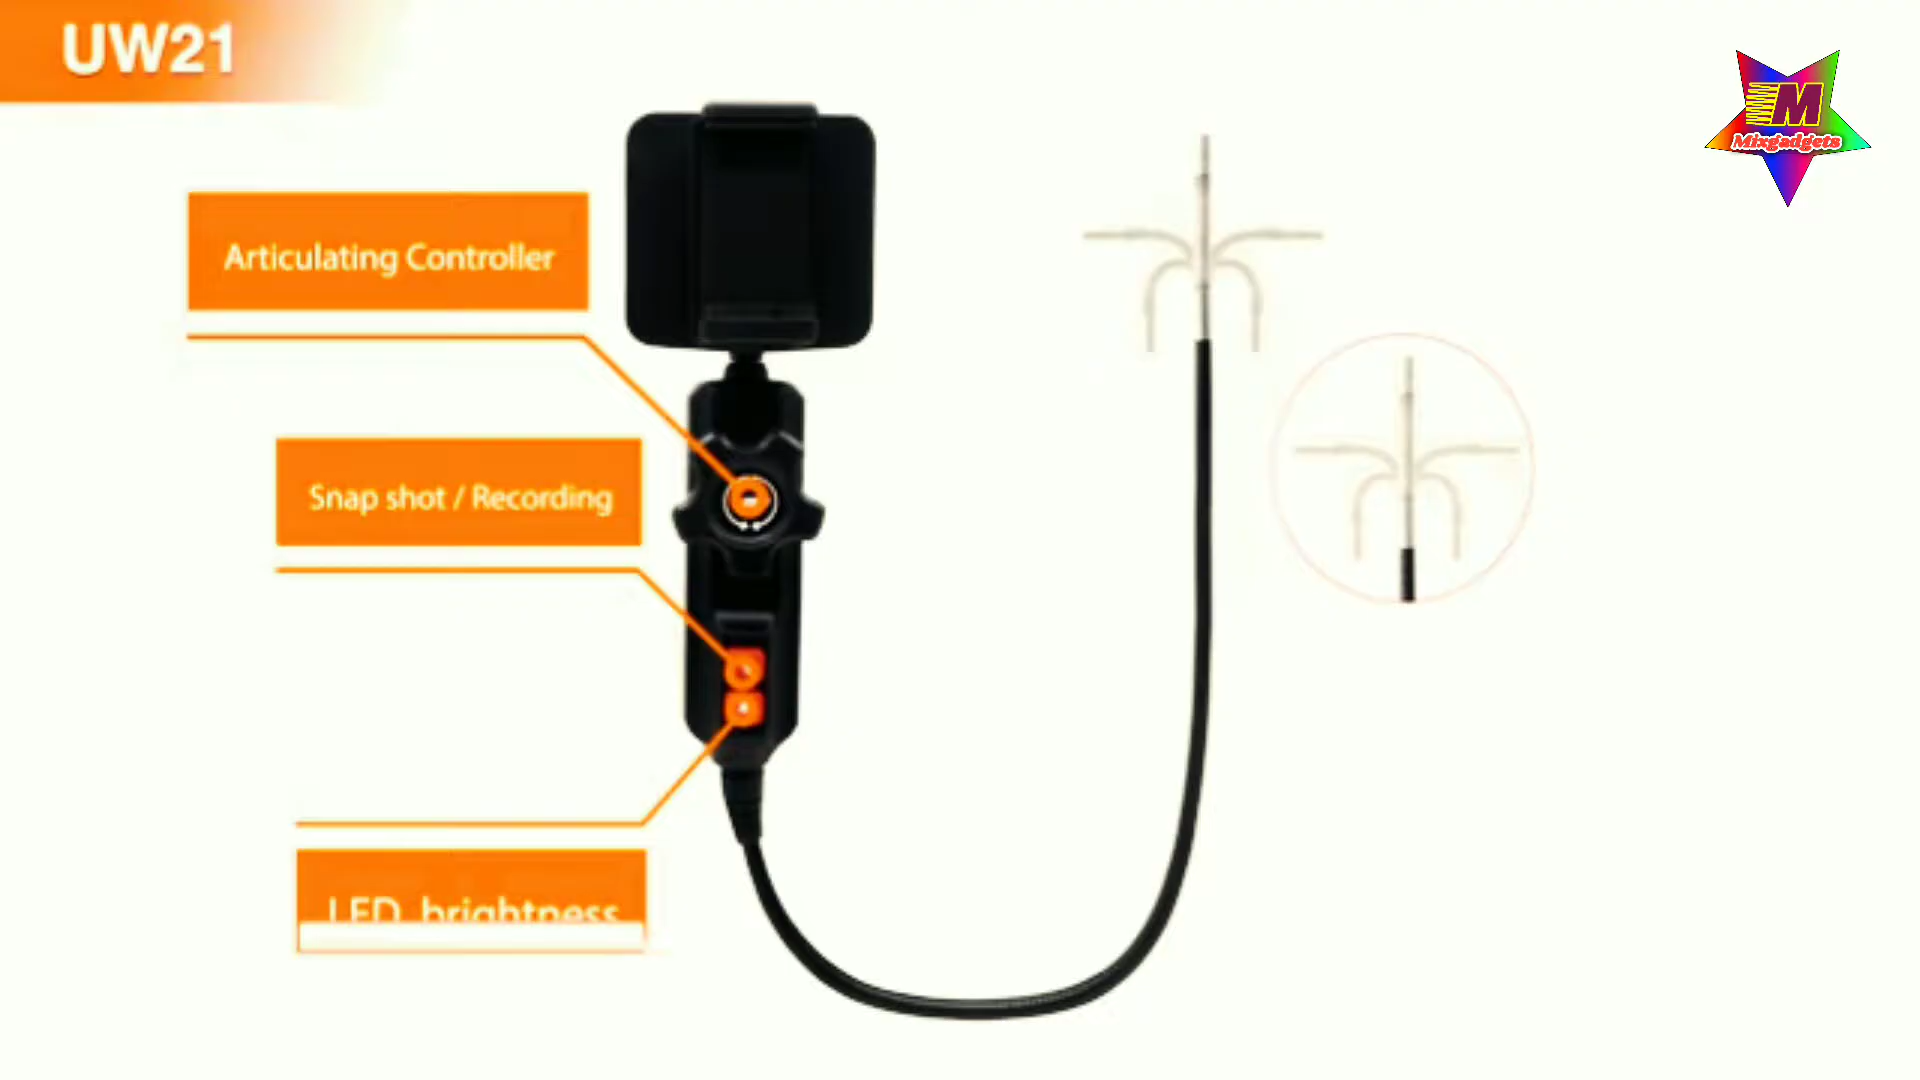 UW21
M
Mixgadgets
Articulating Controller
Snap shot / Recording
LED brightness